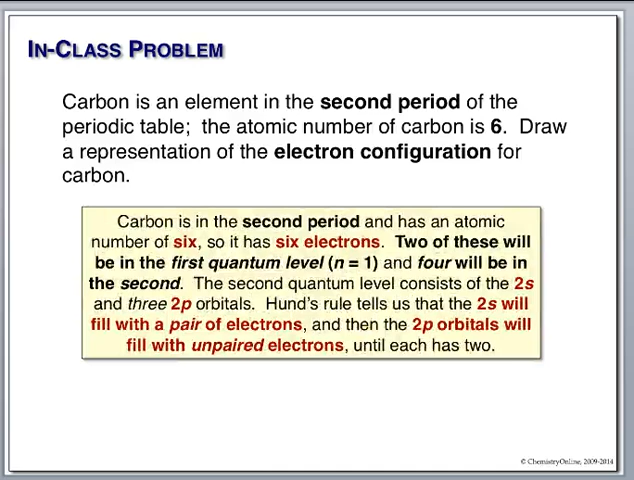 IN-CLASS PROBLEM
Carbon is an element in the second period of the
periodic table; the atomic number of carbon is 6. Draw
a representation of the electron configuration for
carbon.
Carbon is in the second period and has an atomic
number of six, so it has six electrons. Two of these will
be in the first quantum level (n = 1) and four will be in
the second. The second quantum level consists of the 2s
and three 2p orbitals. Hund's rule tells us that the 2s will
fill with a pair of electrons, and then the 2p orbitals will
fill with unpaired electrons, until each has two.
© ChemistryOnline, 2009-2014